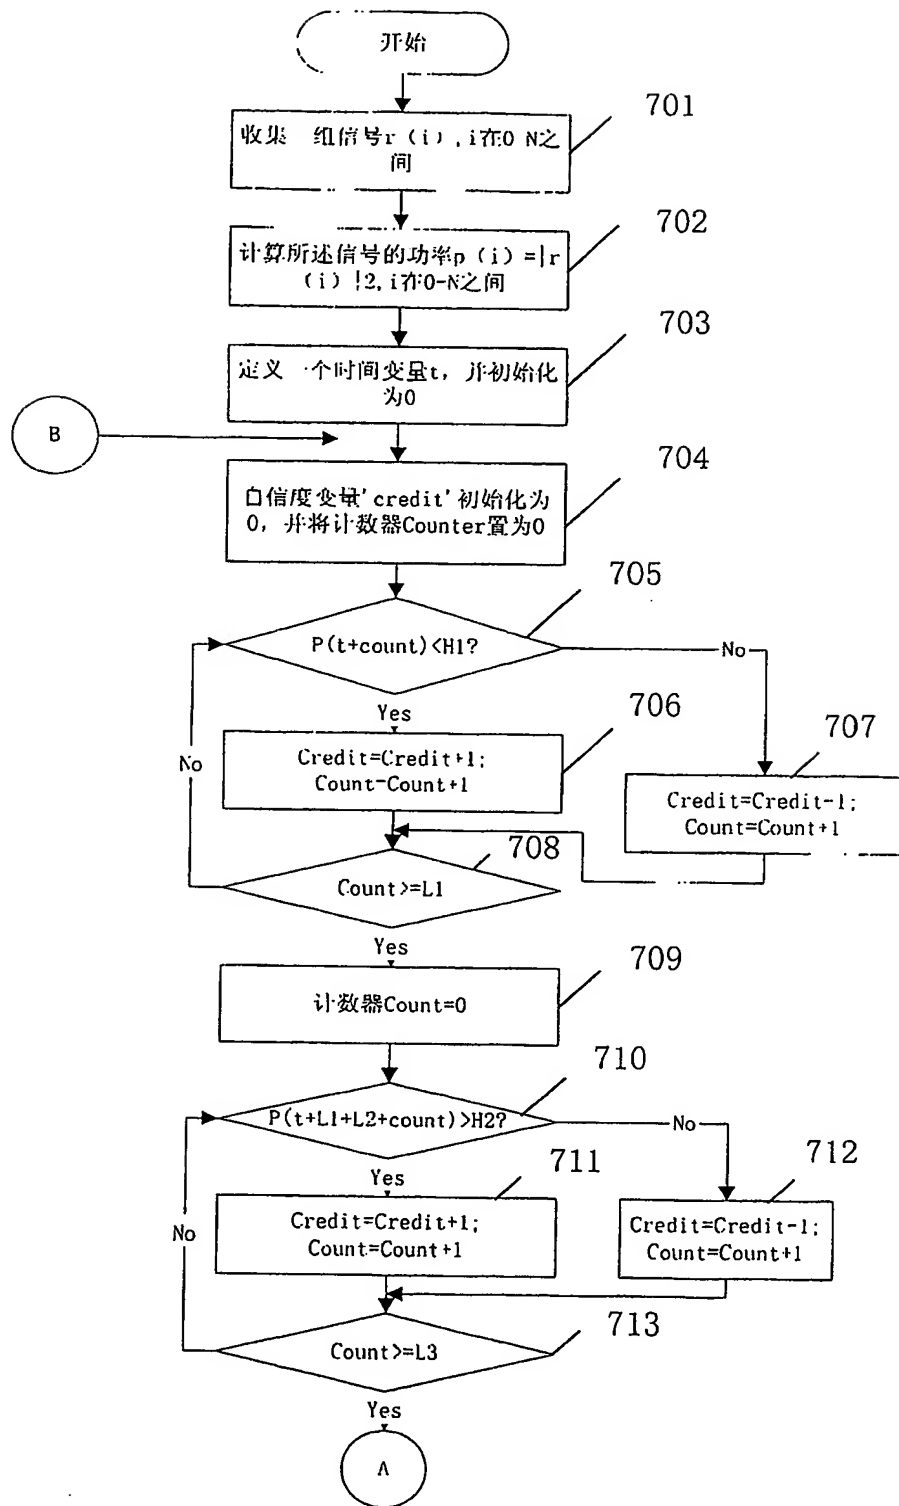 开始
701
收集 组信号r（i）,i在0 N之
间
702
计算所述信号的功率p（i）=|r
（i）|2,i在0-N之间
703
定义一个时间变量t，并初始化
为0
B
704
自信度变量'credit'初始化为
0，并将计数器Counter置为0
705
P(t+count)<H1?
No
Yes
706
Credit=Credit+1;
Count=Count+1
707
Credit=Credit-1;
Count=Count+1
No
708
Count>=L1
Yes
709
计数器Count=0
710
P(t+L1+L2+count)>H2?
No
Yes
711
Credit=Credit+1;
Count=Count+1
712
Credit=Credit-1;
Count=Count+1
No
713
Count>=L3
Yes
A